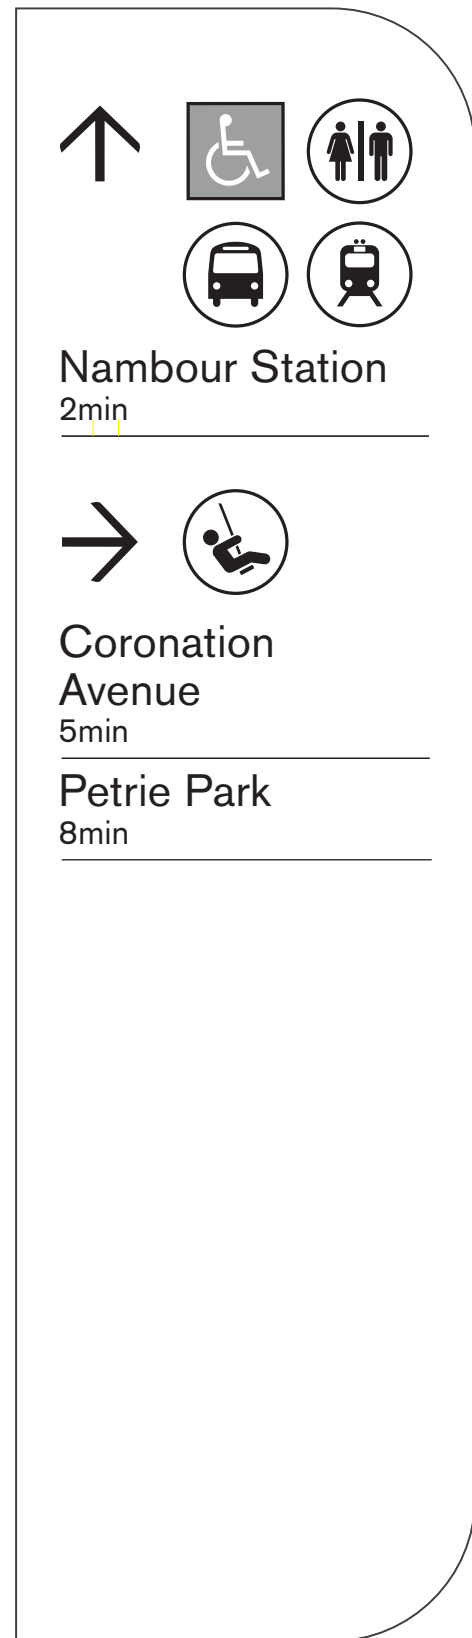 Nambour Station
2min
Coronation
Avenue
5min
Petrie Park
8min